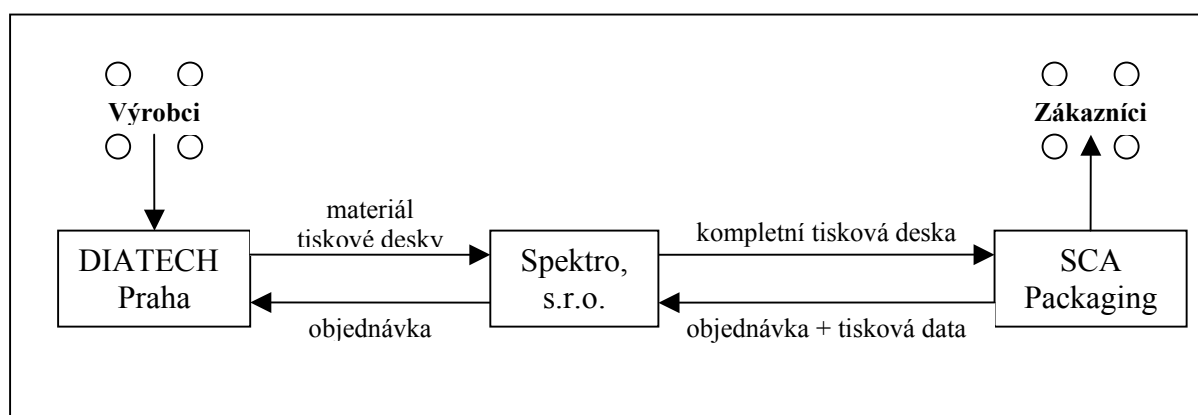 Výrobci
Zákazníci
materiál
tiskové desky
kompletní tisková deska
DIATECH
Praha
Spektro,
s.r.o.
SCA
Packaging
objednávka
objednávka + tisková data